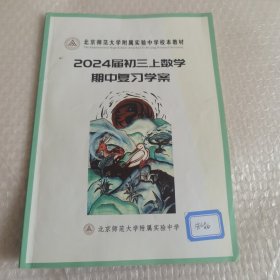 北京师范大学附属实验中学校本教材
2024届初三上数学
期中复习学案
北京师范大学附属实验中学